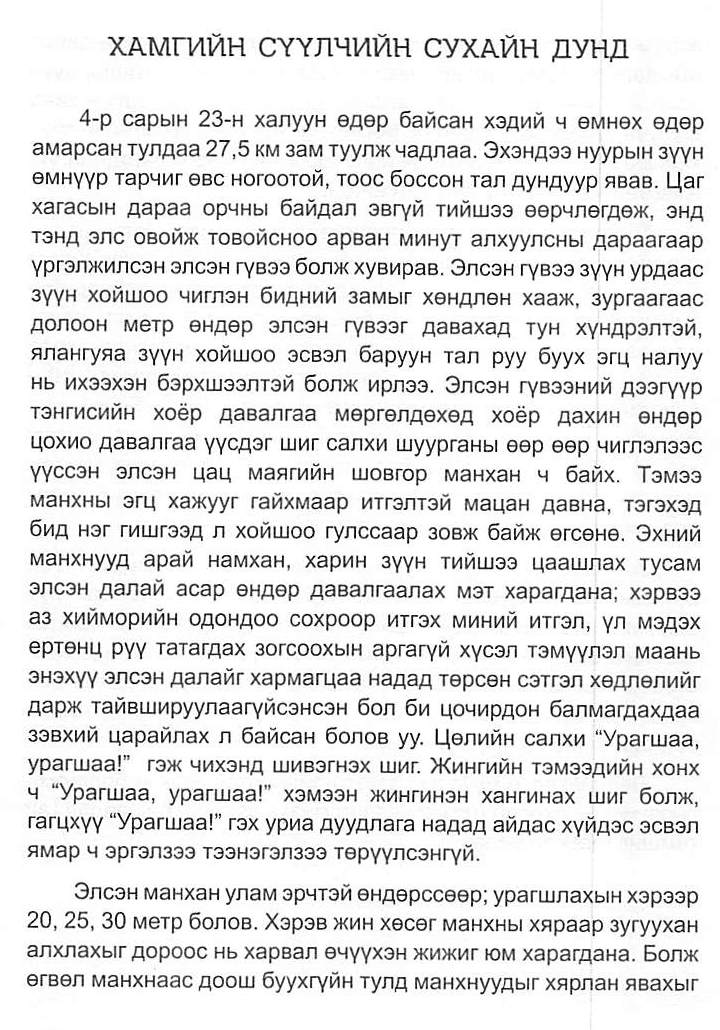 ХАМГИЙН СҮҮЛЧИЙН СУХАЙН ДУНД
4-р сарын 23-н халуун өдөр байсан хэдий ч өмнөх өдөр
амарсан тулдаа 27,5 км зам туулж чадлаа. Эхэндээ нуурын зүүн
өмнүүр тарчиг өвс ногоотой, тоос боссон тал дундуур явав. Цаг
хагасын дараа орчны байдал эвгүй тийшээ өөрчлөгдөж, энд
тэнд элс овойж товойсноо арван минут алхуулсны дараагаар
үргэлжилсэн элсэн гүвээ болж хувирав. Элсэн гүвээ зүүн урдаас
зүүн хойшоо чиглэн бидний замыг хөндлөн хааж, зургаагаас
долоон метр өндөр элсэн гүвээг давахад тун хүндрэлтэй,
ялангуяа зүүн хойшоо эсвэл баруун тал руу буух эгц налуу
нь ихээхэн бэрхшээлтэй болж ирлээ. Элсэн гүвээний дээгүүр
тэнгисийн хоёр давалгаа мөргөлдөхөд хоёр дахин өндөр
цохио давалгаа үүсдэг шиг салхи шуурганы өөр өөр чиглэлээс
үүссэн элсэн цац маягийн шовгор манхан ч байх. Тэмээ
манхны эгц хажууг гайхмаар итгэлтэй мацан давна, тэгэхэд
бид нэг гишгээд л хойшоо гулссаар зовж байж өгсөнө. Эхний
манхнууд арай намхан, харин зүүн тийшээ цаашлах тусам
элсэн далай асар өндөр давалгаалах мэт харагдана; хэрвээ
аз хийморийн одондоо сохроор итгэх миний итгэл, үл мэдэх
ертөнц рүү татагдах зогсоохын аргагүй хүсэл тэмүүлэл маань
энэхүү элсэн далайг хармагцаа надад төрсөн сэтгэл хөдлөлийг
дарж тайвшируулаагүйсэнсэн бол би цочирдон балмагдахдаа
зэвхий царайлах л байсан болов уу. Цөлийн салхи “Урагшаа,
урагшаа!” гэж чихэнд шивэгнэх шиг. Жингийн тэмээдийн хонх
ч “Урагшаа, урагшаа!” хэмээн жингинэн хангинах шиг болж,
гагцхүү “Урагшаа!” гэх уриа дуудлага надад айдас хүйдэс эсвэл
ямар ч эргэлзээ тээнэгэлзээ төрүүлсэнгүй.
Элсэн манхан улам эрчтэй өндөрссөөр; урагшлахын хэрээр
20, 25, 30 метр болов. Хэрэв жин хөсөг манхны хяраар зугуухан
алхлахыг дороос нь харвал өчүүхэн жижиг юм харагдана. Болж
өгвөл манхнаас доош буухгүйн тулд манхнуудыг хярлан явахыг